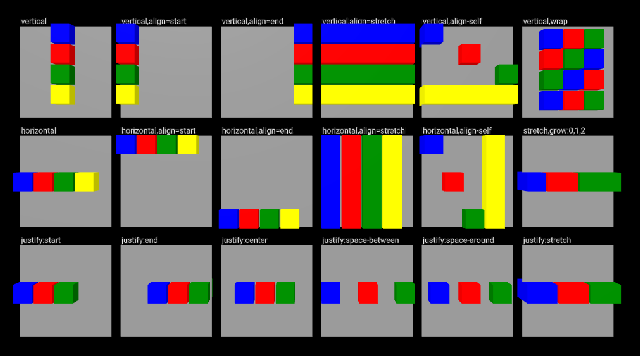 vertical
vertical,align=start
vertical,align=end
vertical,align=stretch
vertical,align-self
vertical,wrap
horizontal
horizontal,align=start
horizontal,align=end
horizontal,align=stretch
horizontal,align-self
stretch,grow:0,1,2
justify:start
justify:end
justify:center
justify:space-between
justify:space-around
justify:stretch